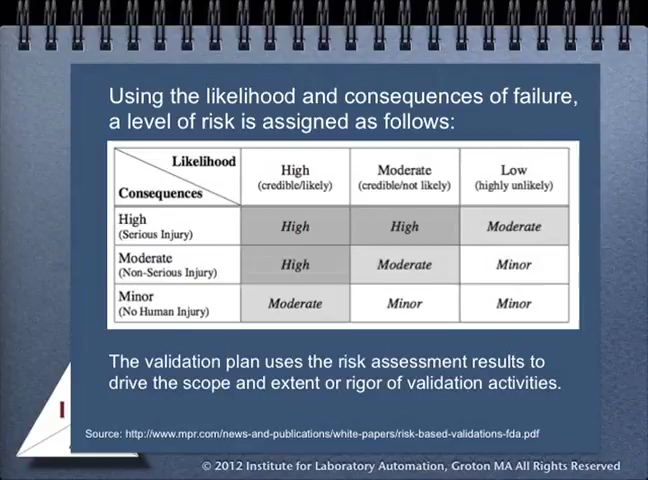 Using the likelihood and consequences of failure,
a level of risk is assigned as follows:
Likelihood
Consequences
High
(credible/likely)
Moderate
(credible/not likely)
Low
(highly unlikely)
High
(Serious Injury)
High
High
Moderate
Moderate
(Non-Serious Injury)
High
Moderate
Minor
Minor
(No Human Injury)
Moderate
Minor
Minor
The validation plan uses the risk assessment results to
drive the scope and extent or rigor of validation activities.
I
Source: http://www.mpr.com/news-and-publications/white-papers/risk-based-validations-fda.pdf
© 2012 Institute for Laboratory Automation, Groton MA All Rights Reserved